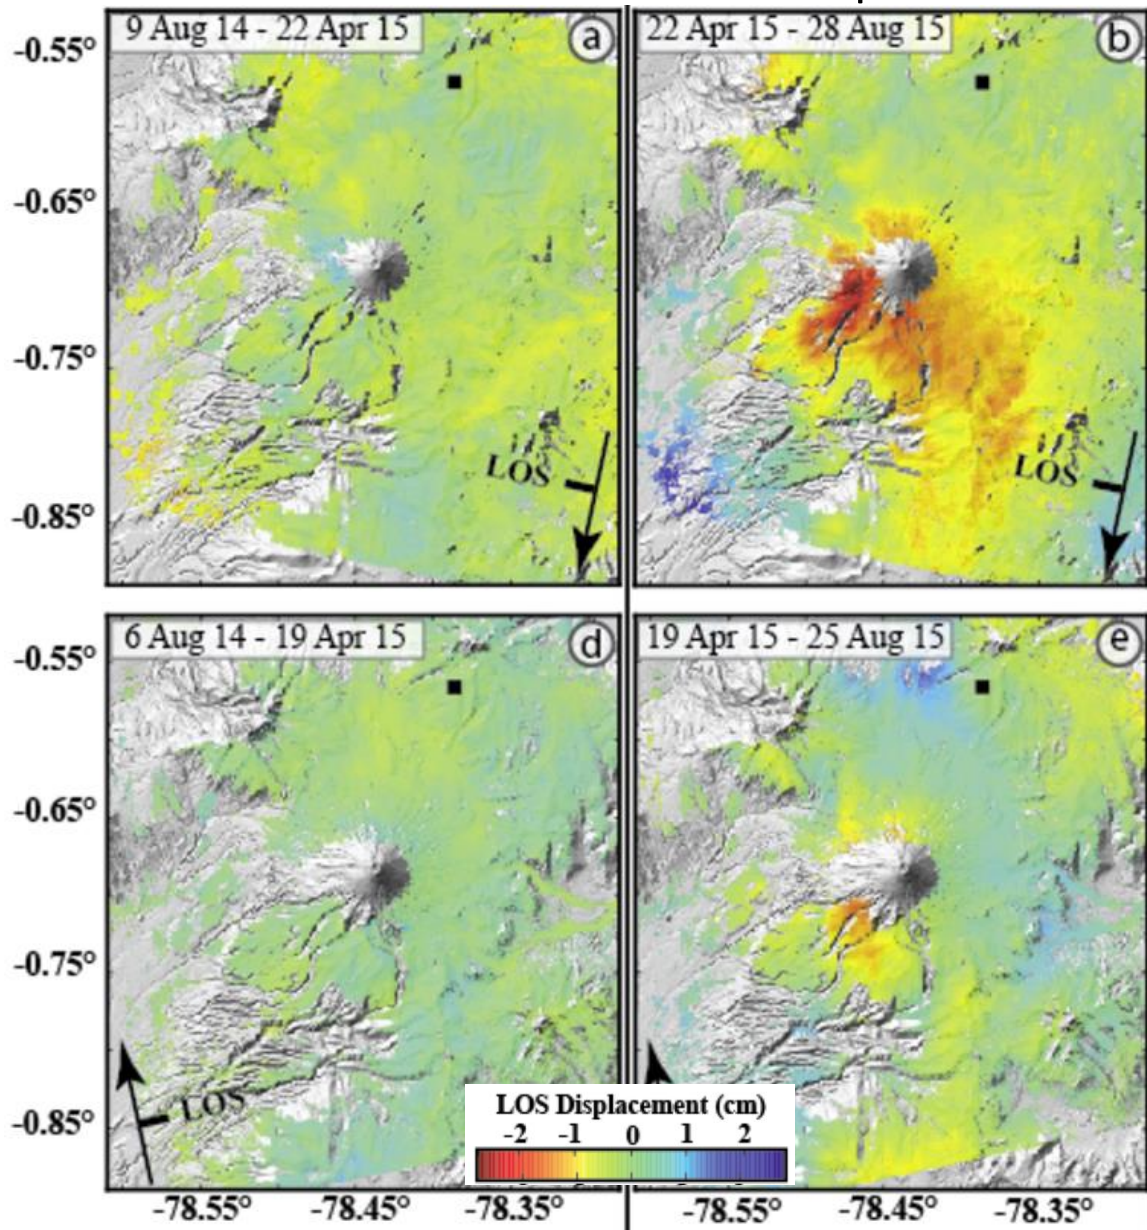 9 Aug 14 - 22 Apr 15
a
22 Apr 15 - 28 Aug 15
b
-0.55°
-0.65°
-0.75°
-0.85°
LOS
LOS
6 Aug 14 - 19 Apr 15
d
19 Apr 15 - 25 Aug 15
e
-0.55°
-0.65°
-0.75°
-0.85°
LOS
LOS Displacement (cm)
-2 -1 0 1 2
-78.55° -78.45° -78.35° -78.55° -78.45° -78.35°